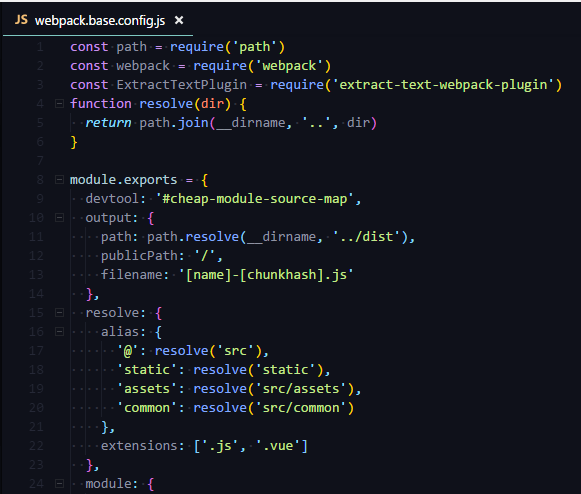 JS webpack.base.config.js ×
1 const path = require('path')
2 const webpack = require('webpack')
3 const ExtractTextPlugin = require('extract-text-webpack-plugin')
4 function resolve(dir) {
5   return path.join(__dirname, '..', dir)
6 }
7
8 module.exports = {
9   devtool: '#cheap-module-source-map',
10   output: {
11     path: path.resolve(__dirname, '../dist'),
12     publicPath: '/',
13     filename: '[name]-[chunkhash].js'
14   },
15   resolve: {
16     alias: {
17       '@': resolve('src'),
18       'static': resolve('static'),
19       'assets': resolve('src/assets'),
20       'common': resolve('src/common')
21     },
22     extensions: ['.js', '.vue']
23   },
24   module: {